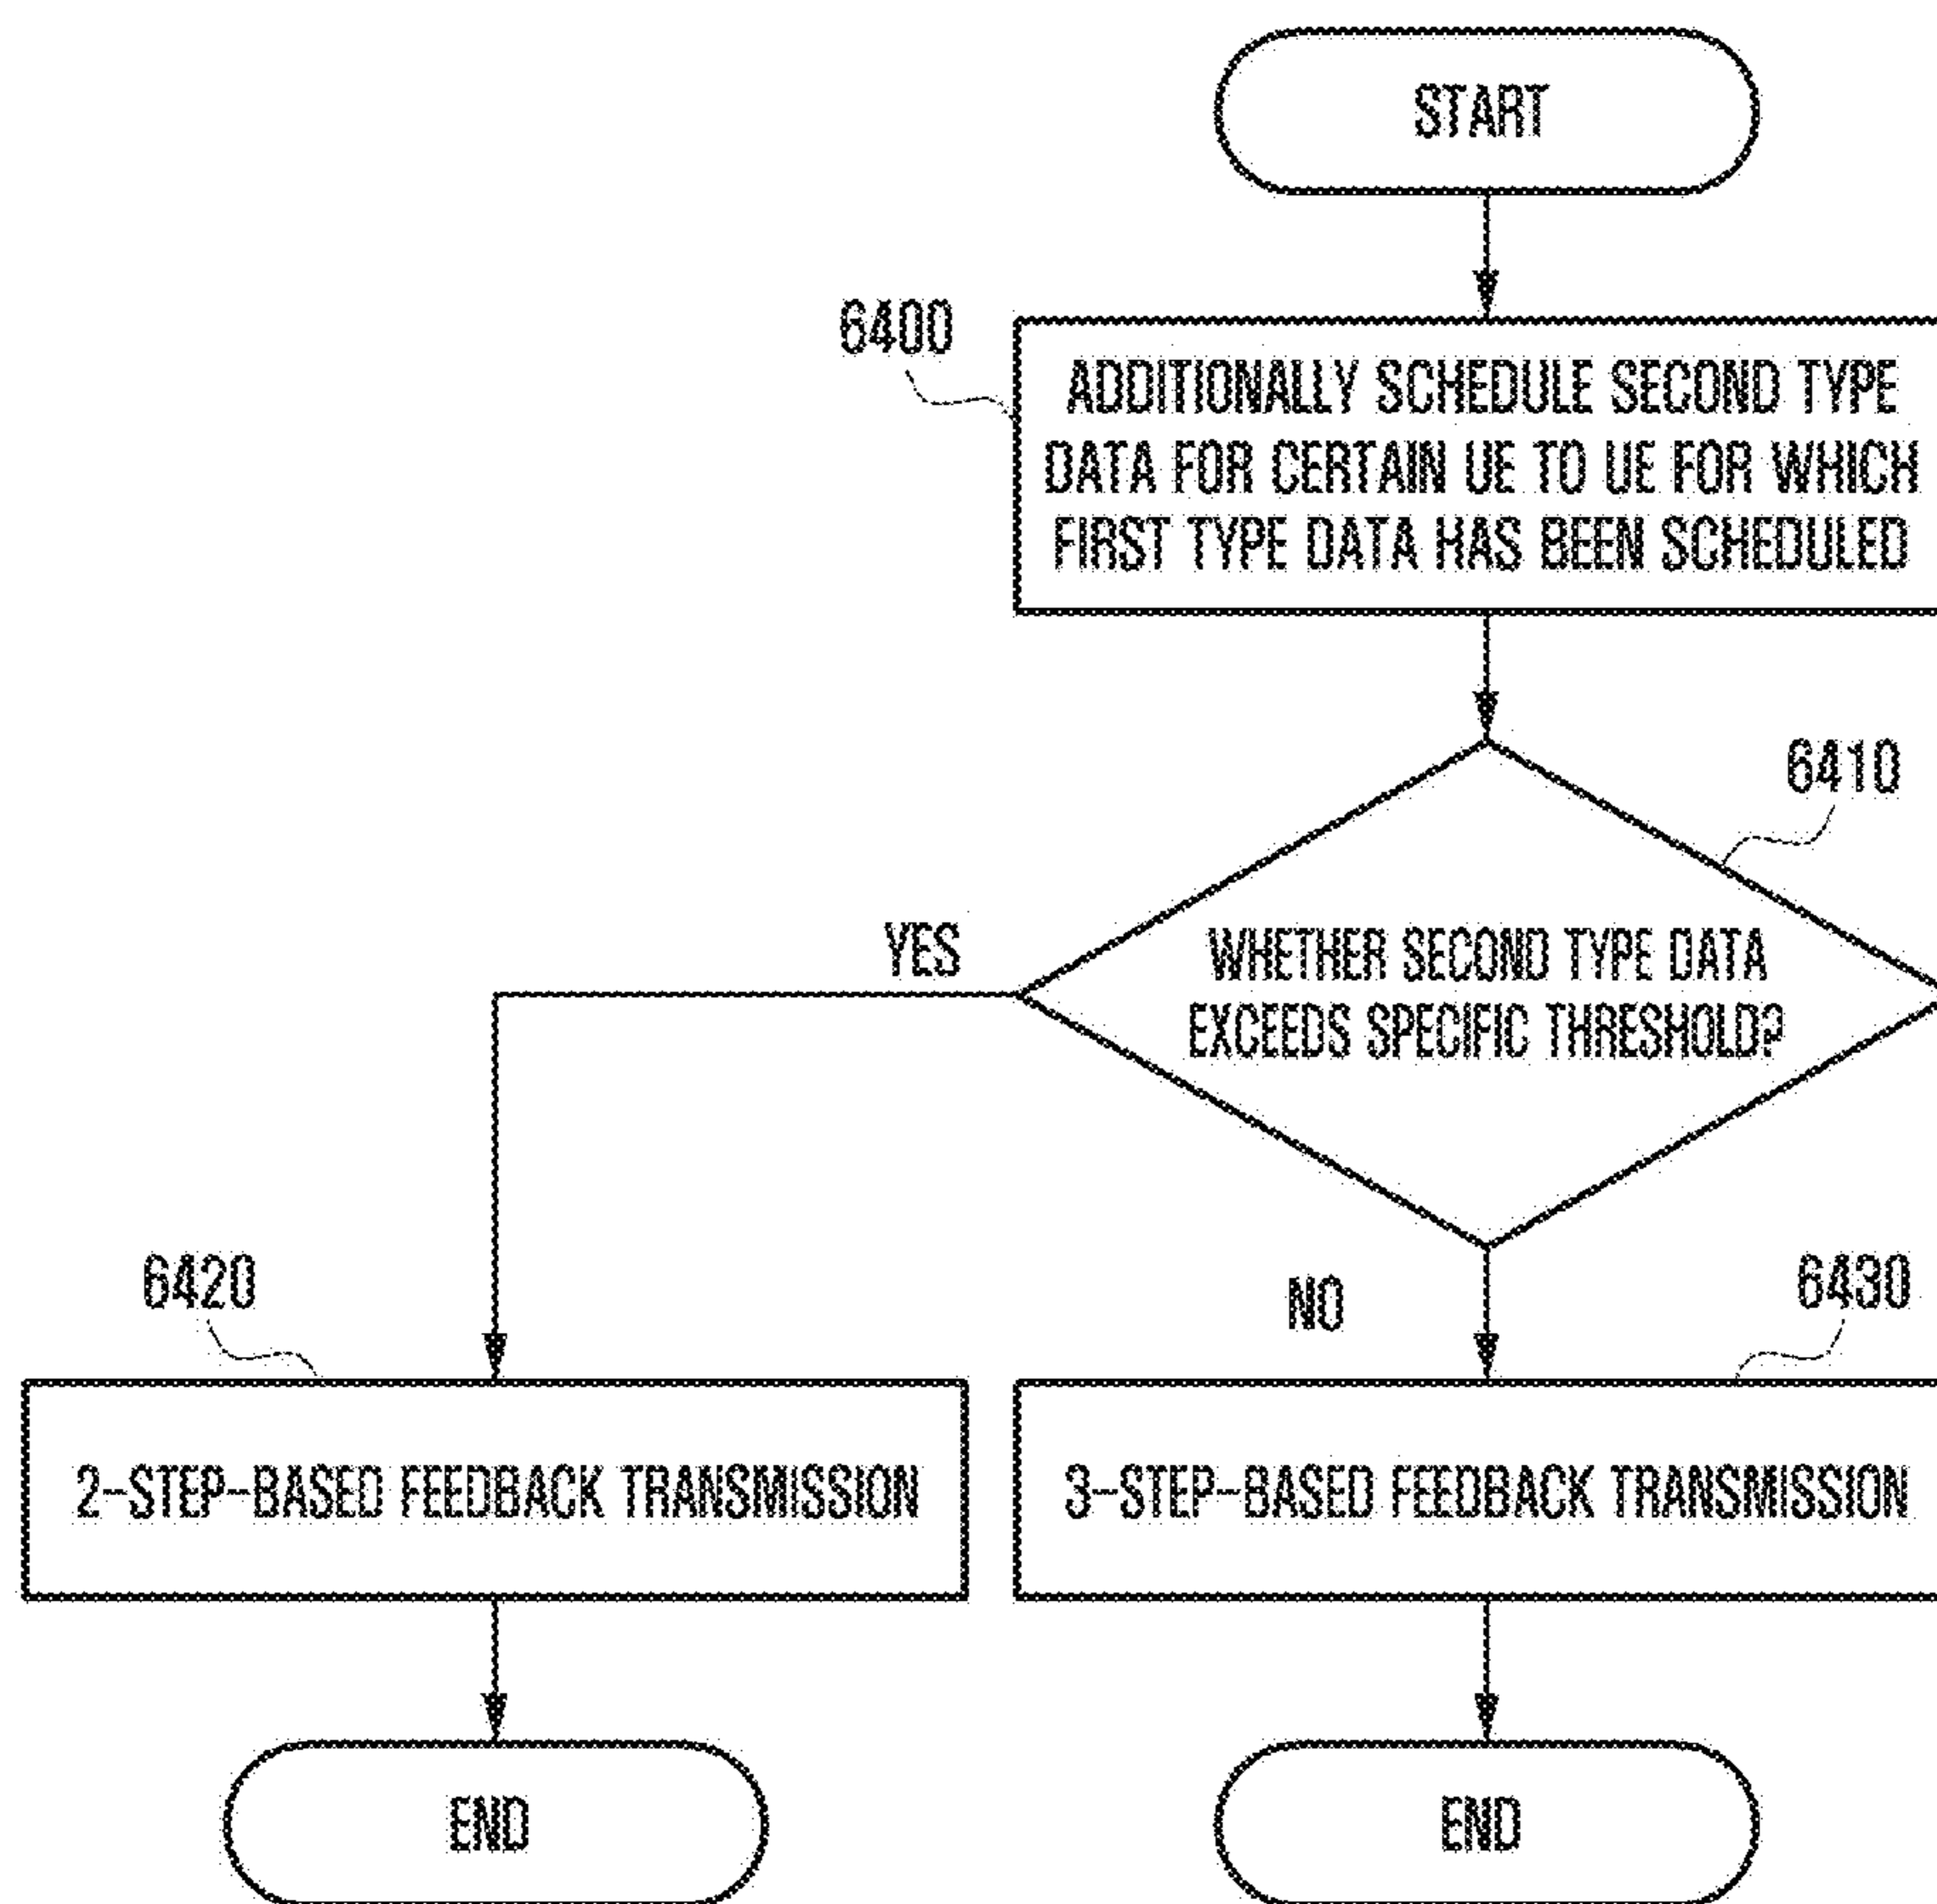 START
6400
ADDITIONALLY SCHEDULE SECOND TYPE
DATA FOR CERTAIN UE TO UE FOR WHICH
FIRST TYPE DATA HAS BEEN SCHEDULED
6410
YES
WHETHER SECOND TYPE DATA
EXCEEDS SPECIFIC THRESHOLD?
6420
NO
6430
2-STEP-BASED FEEDBACK TRANSMISSION
3-STEP-BASED FEEDBACK TRANSMISSION
END
END